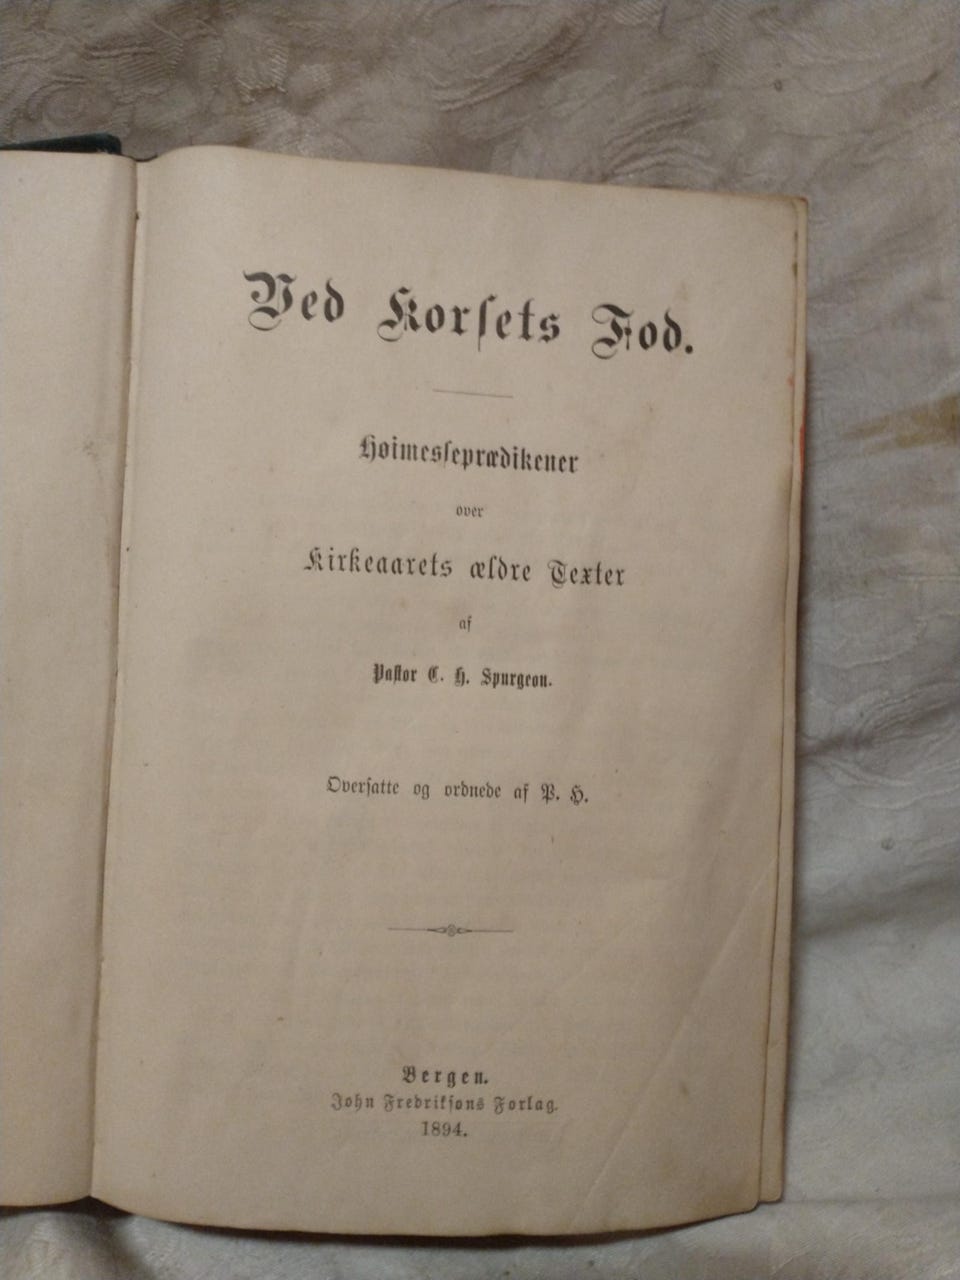 Ved Korsets Fod.
Høimesseprædikener
over
Kirkeaarets ældre Texter
af
Pastor C. H. Spurgeon.
Oversatte og ordnede af P. H.
Bergen.
John Fredriksons Forlag.
1894.